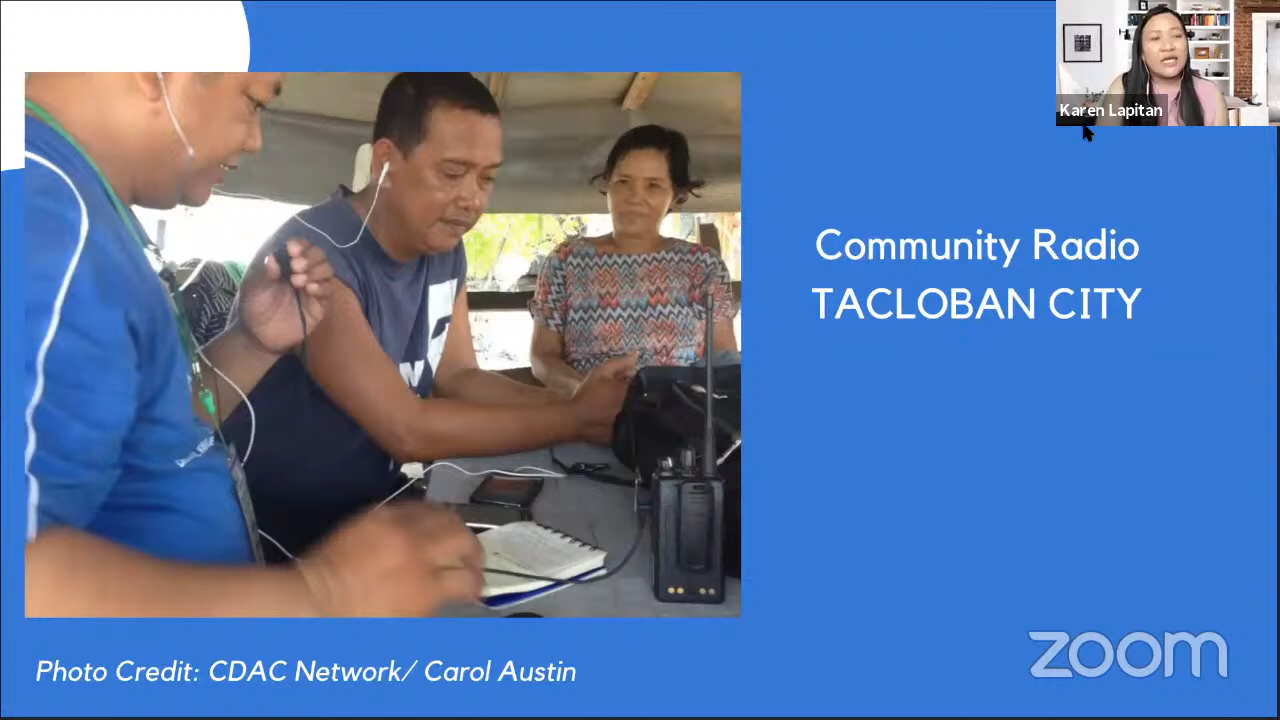 Karen Lapitan
Community Radio
TACLOBAN CITY
zoom
Photo Credit: CDAC Network/ Carol Austin